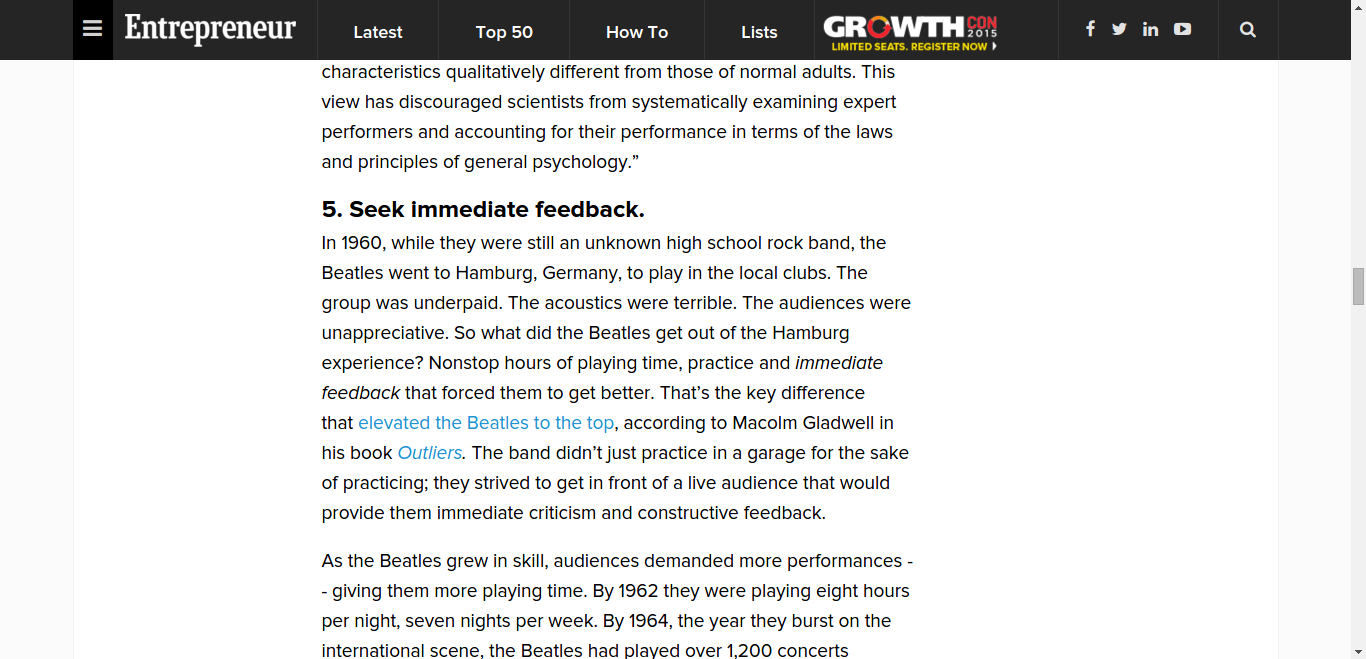 Entrepreneur
Latest
Top 50
How To
Lists
GROWTH CON 2015
LIMITED SEATS. REGISTER NOW
characteristics qualitatively different from those of normal adults. This
view has discouraged scientists from systematically examining expert
performers and accounting for their performance in terms of the laws
and principles of general psychology.”
5. Seek immediate feedback.
In 1960, while they were still an unknown high school rock band, the
Beatles went to Hamburg, Germany, to play in the local clubs. The
group was underpaid. The acoustics were terrible. The audiences were
unappreciative. So what did the Beatles get out of the Hamburg
experience? Nonstop hours of playing time, practice and immediate
feedback that forced them to get better. That’s the key difference
that elevated the Beatles to the top, according to Macolm Gladwell in
his book Outliers. The band didn’t just practice in a garage for the sake
of practicing; they strived to get in front of a live audience that would
provide them immediate criticism and constructive feedback.
As the Beatles grew in skill, audiences demanded more performances -
- giving them more playing time. By 1962 they were playing eight hours
per night, seven nights per week. By 1964, the year they burst on the
international scene, the Beatles had played over 1,200 concerts